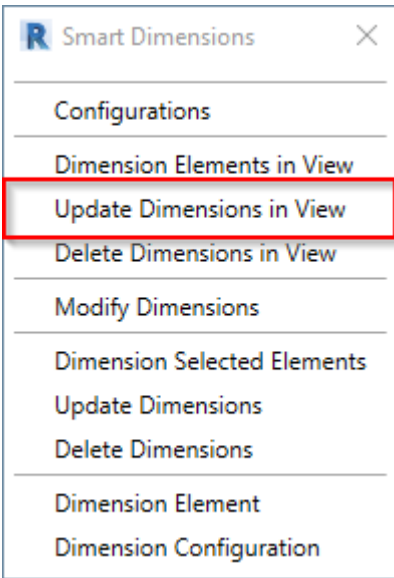 R Smart Dimensions
Configurations
Dimension Elements in View
Update Dimensions in View
Delete Dimensions in View
Modify Dimensions
Dimension Selected Elements
Update Dimensions
Delete Dimensions
Dimension Element
Dimension Configuration